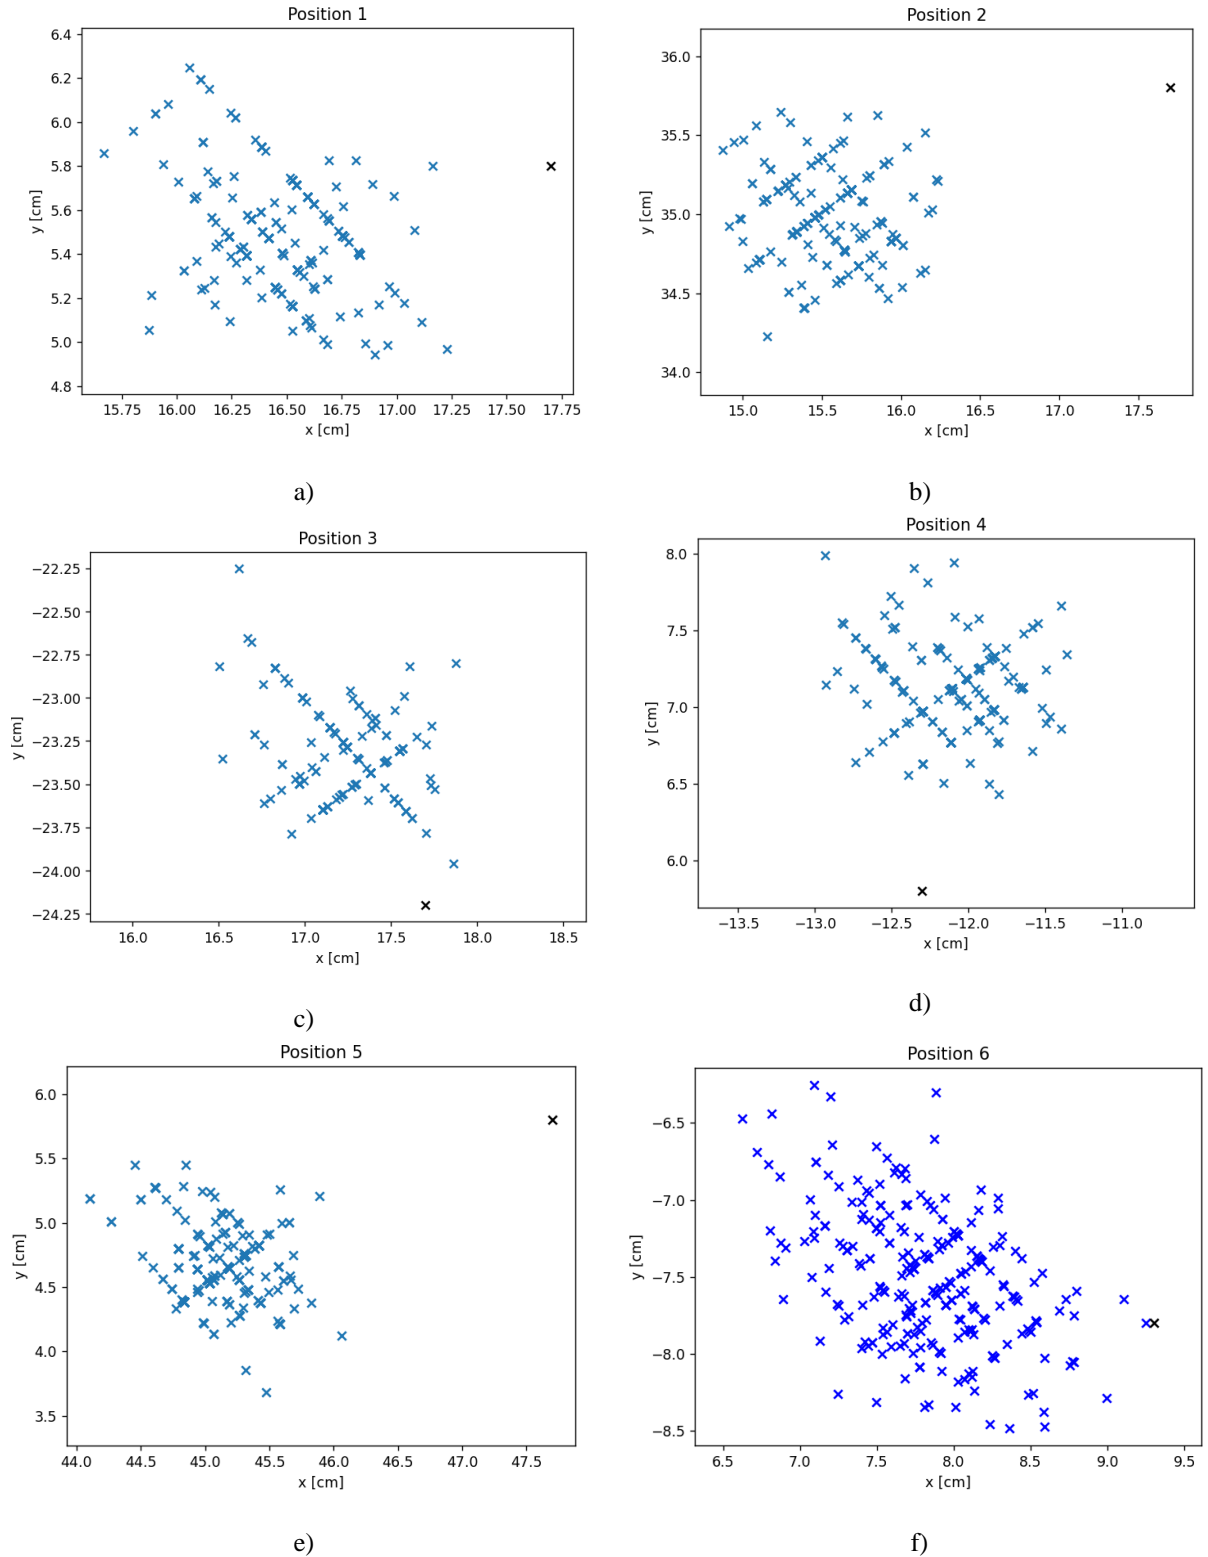 Position 1
6.4
6.2
6.0
5.8
5.6
5.4
5.2
5.0
4.8
y [cm]
15.75 16.00 16.25 16.50 16.75 17.00 17.25 17.50 17.75
x [cm]
a)
Position 2
36.0
35.5
35.0
34.5
34.0
y [cm]
15.0 15.5 16.0 16.5 17.0 17.5
x [cm]
b)
Position 3
−22.25
−22.50
−22.75
−23.00
−23.25
−23.50
−23.75
−24.00
−24.25
y [cm]
16.0 16.5 17.0 17.5 18.0 18.5
x [cm]
c)
Position 4
8.0
7.5
7.0
6.5
6.0
y [cm]
−13.5 −13.0 −12.5 −12.0 −11.5 −11.0
x [cm]
d)
Position 5
6.0
5.5
5.0
4.5
4.0
3.5
y [cm]
44.0 44.5 45.0 45.5 46.0 46.5 47.0 47.5
x [cm]
e)
Position 6
−6.5
−7.0
−7.5
−8.0
−8.5
y [cm]
6.5 7.0 7.5 8.0 8.5 9.0 9.5
x [cm]
f)